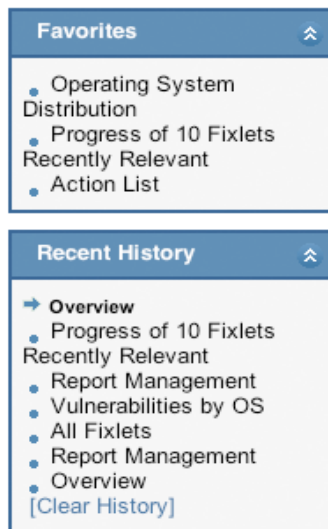 Favorites
Operating System
Distribution
Progress of 10 Fixlets
Recently Relevant
Action List
Recent History
Overview
Progress of 10 Fixlets
Recently Relevant
Report Management
Vulnerabilities by OS
All Fixlets
Report Management
Overview
[Clear History]